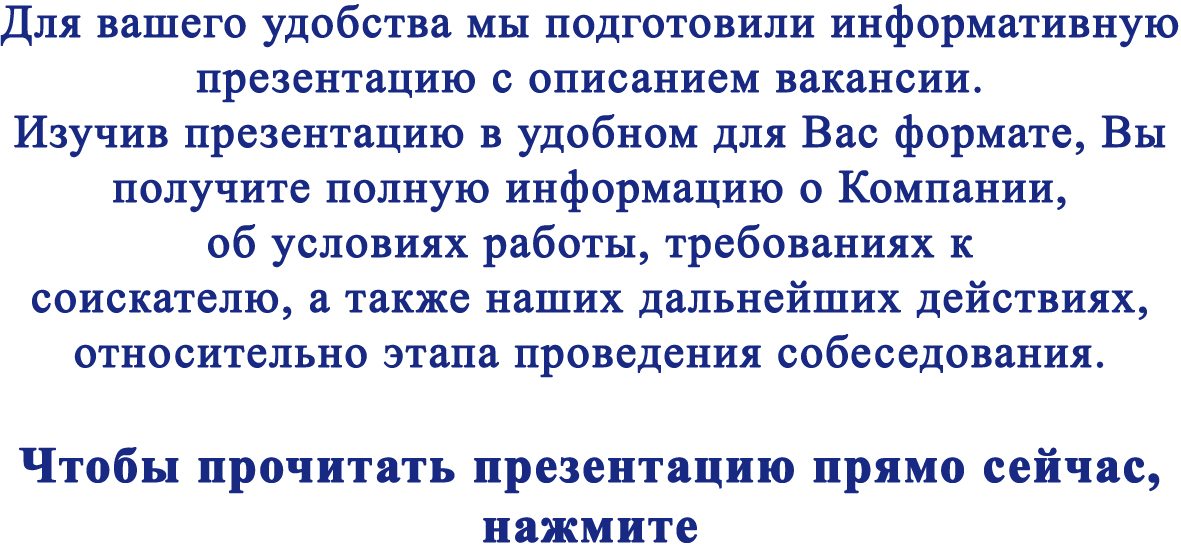 Для вашего удобства мы подготовили информативную
презентацию с описанием вакансии.
Изучив презентацию в удобном для Вас формате, Вы
получите полную информацию о Компании,
об условиях работы, требованиях к
соискателю, а также наших дальнейших действиях,
относительно этапа проведения собеседования.
Чтобы прочитать презентацию прямо сейчас,
нажмите